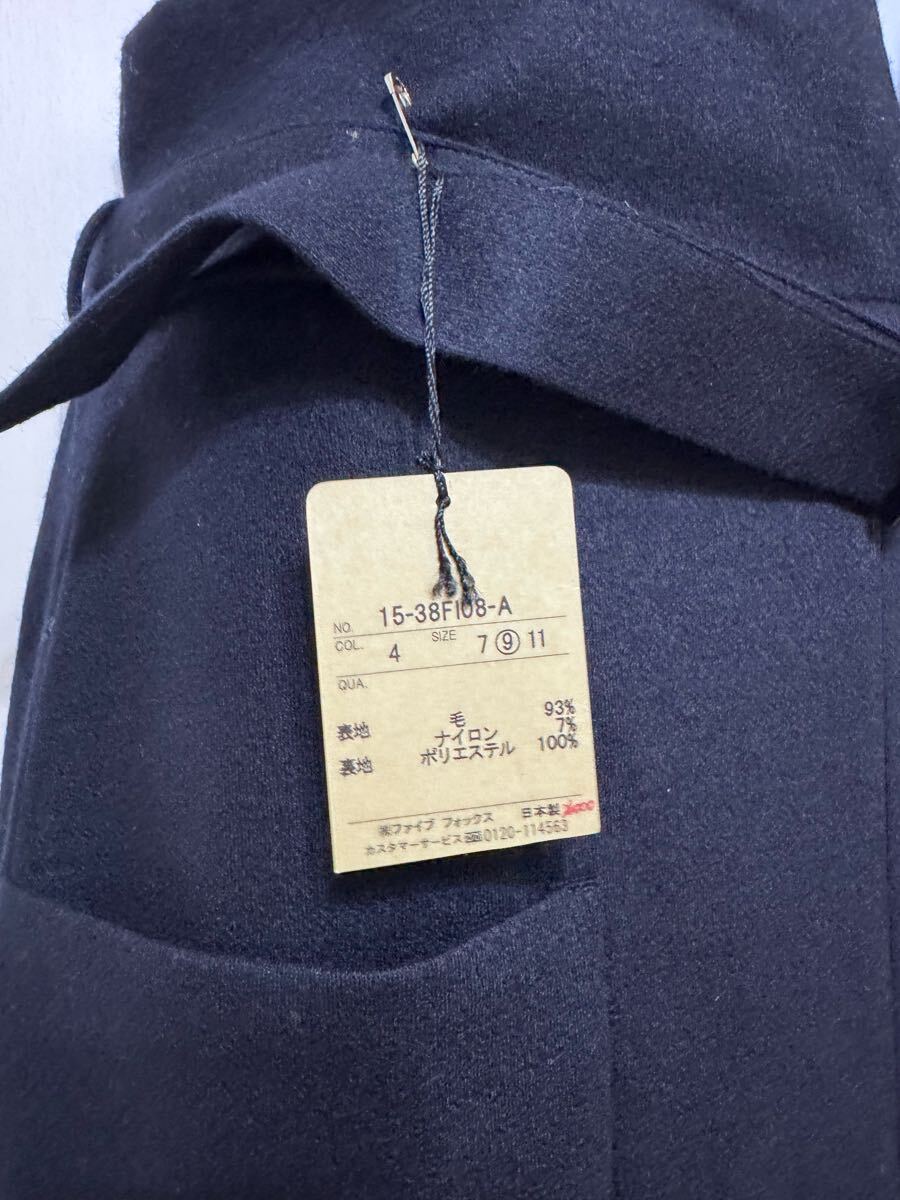 NO. 15-38FI08-A
COL. 4 SIZE 7 ⑨ 11
QUA.
毛 93%
表地 ナイロン 7%
裏地 ポリエステル 100%
㈱ファイブ フォックス 日本製
カスタマーサービス 0120-114563